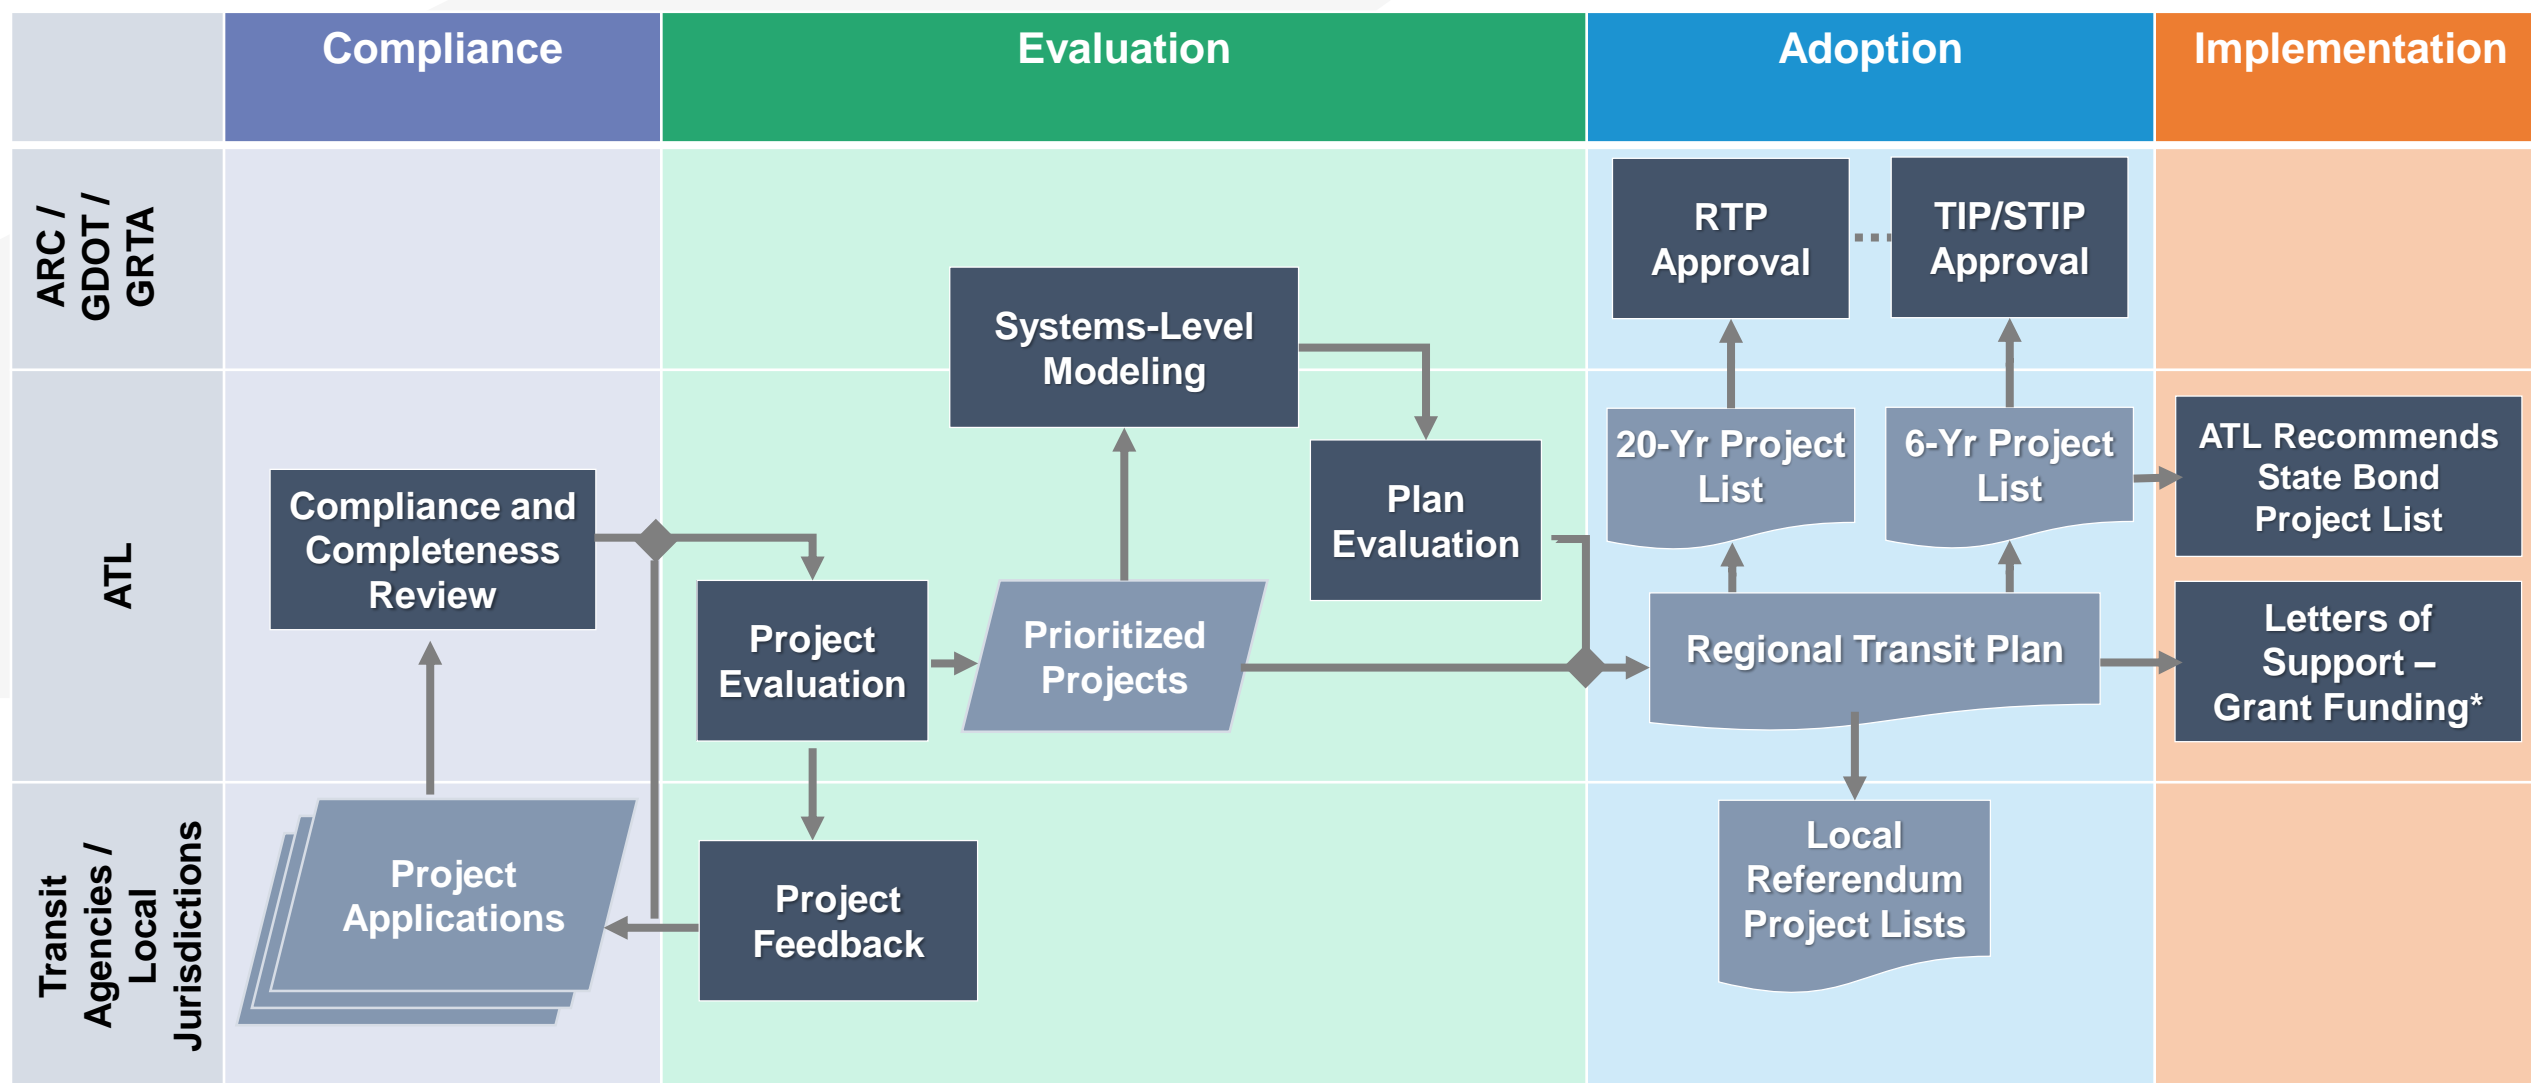 Compliance
Evaluation
Adoption
Implementation
ARC /
GDOT /
GRTA
RTP
Approval
TIP/STIP
Approval
Systems-Level
Modeling
ATL
Compliance and
Completeness
Review
Project
Evaluation
Prioritized
Projects
Plan
Evaluation
20-Yr Project
List
6-Yr Project
List
Regional Transit Plan
ATL Recommends
State Bond
Project List
Letters of
Support –
Grant Funding*
Transit
Agencies /
Local
Jurisdictions
Project
Applications
Project
Feedback
Local
Referendum
Project Lists